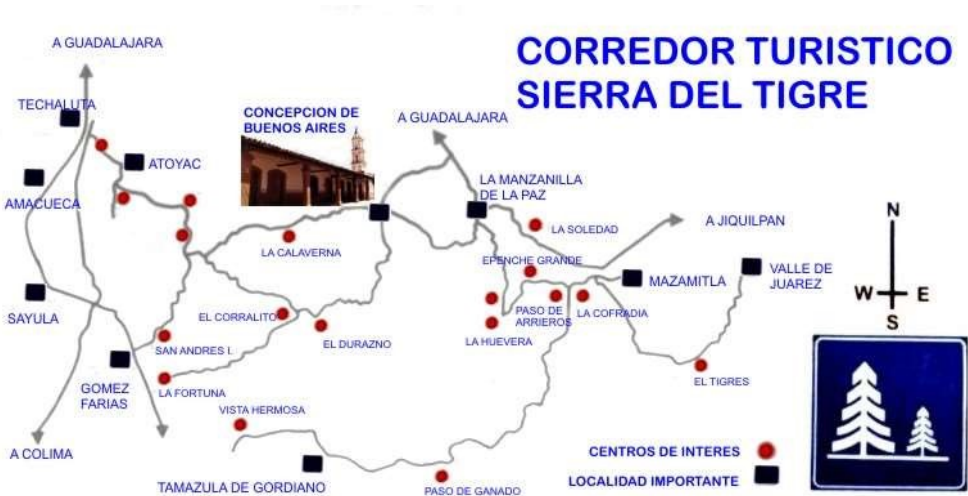 CORREDOR TURISTICO
SIERRA DEL TIGRE
A GUADALAJARA
TECHALUTA
CONCEPCION DE
BUENOS AIRES
A GUADALAJARA
ATOYAC
AMACUECA
LA MANZANILLA
DE LA PAZ
LA SOLEDAD
A JIQUILPAN
N
LA CALAVERNA
EPENCHE GRANDE
MAZAMITLA
VALLE DE
JUAREZ
W
E
S
SAYULA
EL CORRALITO
EL DURAZNO
PASO DE
ARRIEROS
LA COFRADIA
LA HUEVERA
SAN ANDRES I.
GOMEZ
FARIAS
LA FORTUNA
EL TIGRES
VISTA HERMOSA
A COLIMA
TAMAZULA DE GORDIANO
PASO DE GANADO
CENTROS DE INTERES
LOCALIDAD IMPORTANTE